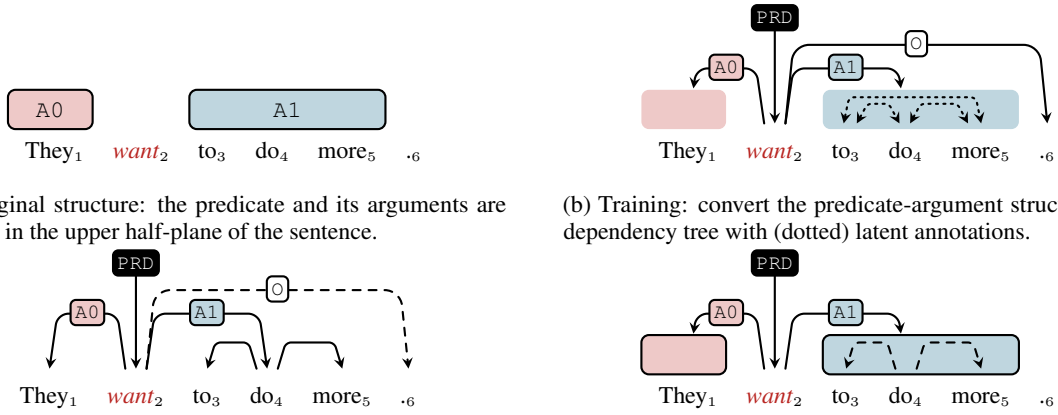 A0 A1
They₁ want₂ to₃ do₄ more₅ .₆
ginal structure: the predicate and its arguments are
in the upper half-plane of the sentence.
PRD
O
A0 A1
They₁ want₂ to₃ do₄ more₅ .₆
(b) Training: convert the predicate-argument struc
dependency tree with (dotted) latent annotations.
PRD
O
A0 A1
They₁ want₂ to₃ do₄ more₅ .₆
PRD
A0 A1
They₁ want₂ to₃ do₄ more₅ .₆